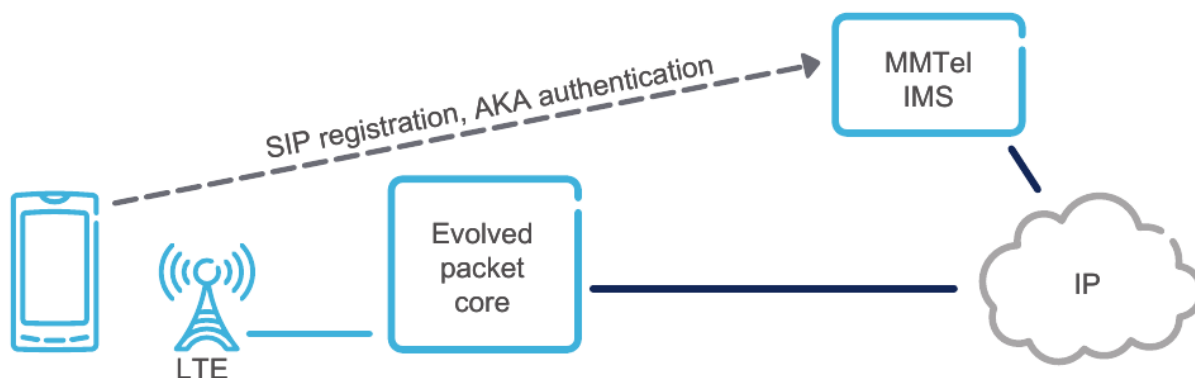 SIP registration, AKA authentication
MMTel
IMS
Evolved
packet
core
IP
LTE